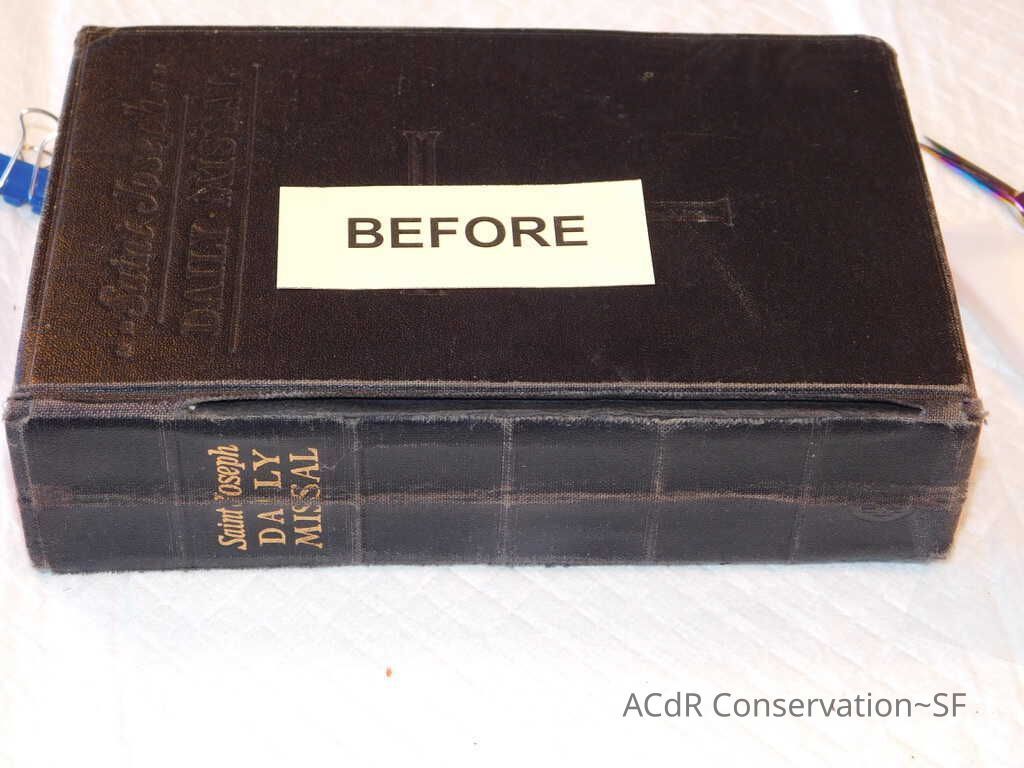 Saint Joseph
DAILY MISSAL
BEFORE
Saint Joseph
DAILY
MISSAL
ACdR Conservation~SF